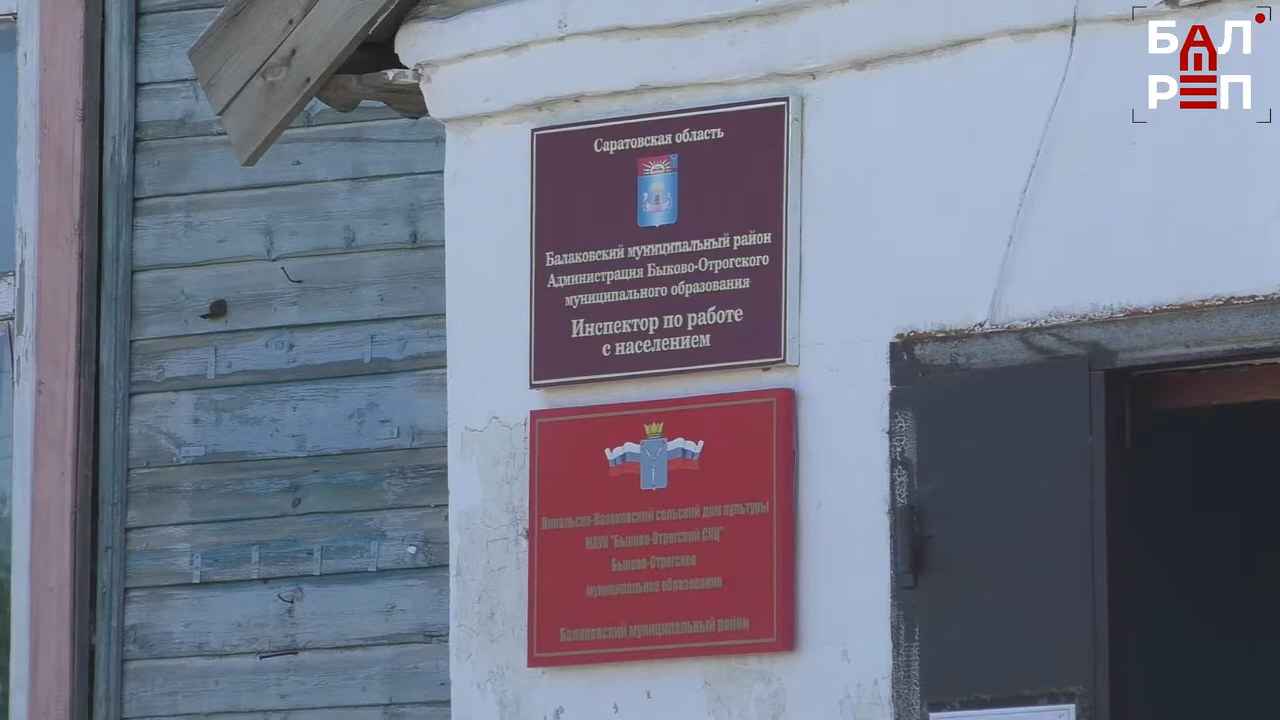 БАЛ
РЕП
Саратовская область
Балаковский муниципальный район
Администрация Быково-Отрогского
муниципального образования
Инспектор по работе
с населением
Никольско-Казаковский сельский дом культуры
МАУК "Быково-Отрогский СКЦ"
Быково-Отрогское
муниципальное образование
Балаковский муниципальный район